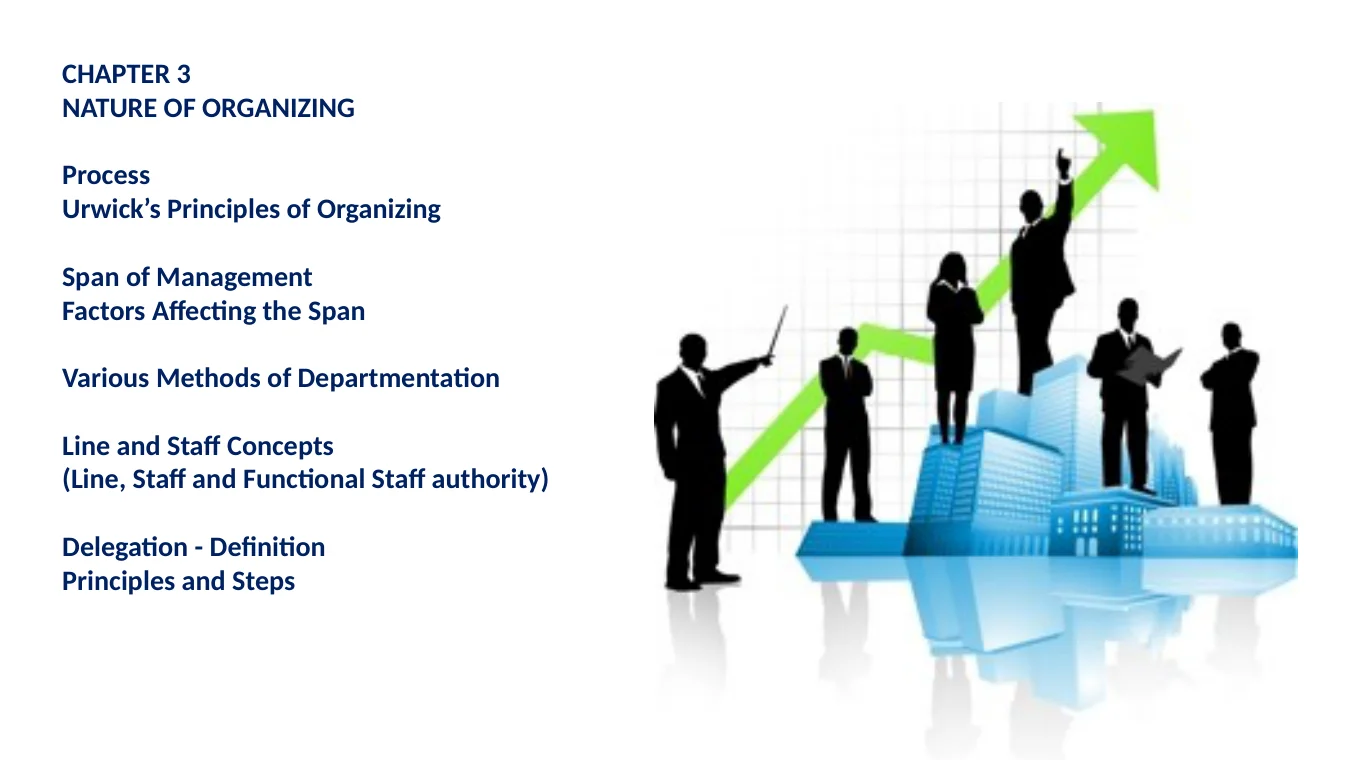 CHAPTER 3
NATURE OF ORGANIZING
Process
Urwick’s Principles of Organizing
Span of Management
Factors Affecting the Span
Various Methods of Departmentation
Line and Staff Concepts
(Line, Staff and Functional Staff authority)
Delegation - Definition
Principles and Steps